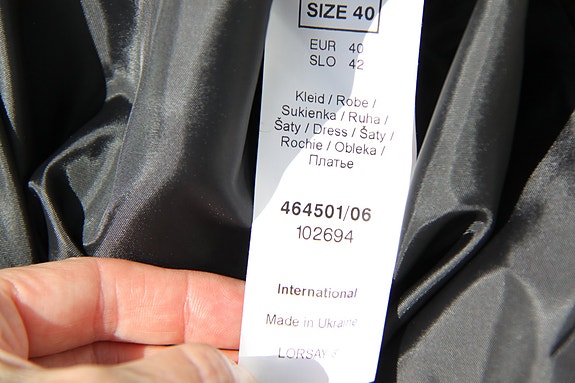 SIZE 40
EUR 40
SLO 42
Kleid / Robe /
Sukienka / Ruha /
Šaty / Dress / Šaty /
Rochie / Obleka /
Платье
464501/06
102694
International
Made in Ukraine
LORSAY